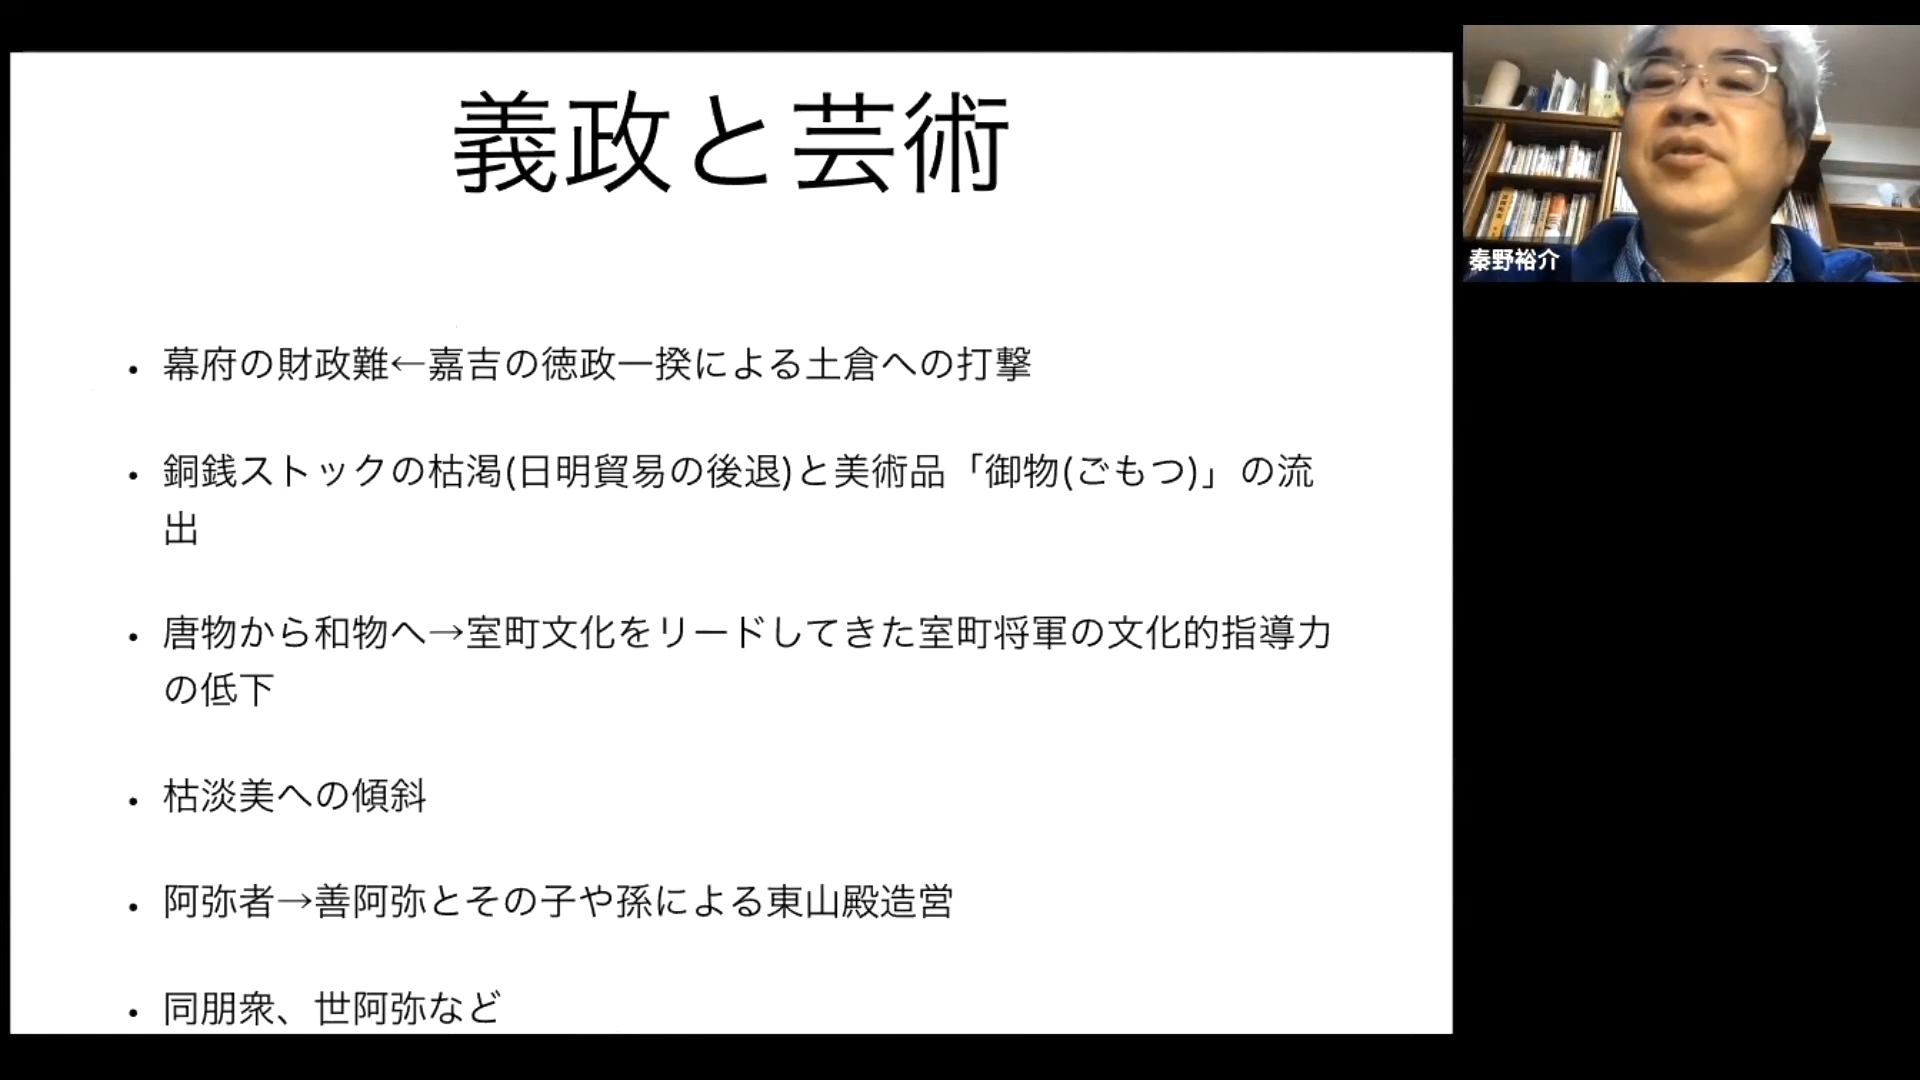 義政と芸術
秦野裕介
• 幕府の財政難←嘉吉の徳政一揆による土倉への打撃
• 銅銭ストックの枯渇(日明貿易の後退)と美術品「御物(ごもつ)」の流
出
• 唐物から和物へ→室町文化をリードしてきた室町将軍の文化的指導力
の低下
• 枯淡美への傾斜
• 阿弥者→善阿弥とその子や孫による東山殿造営
• 同朋衆、世阿弥など